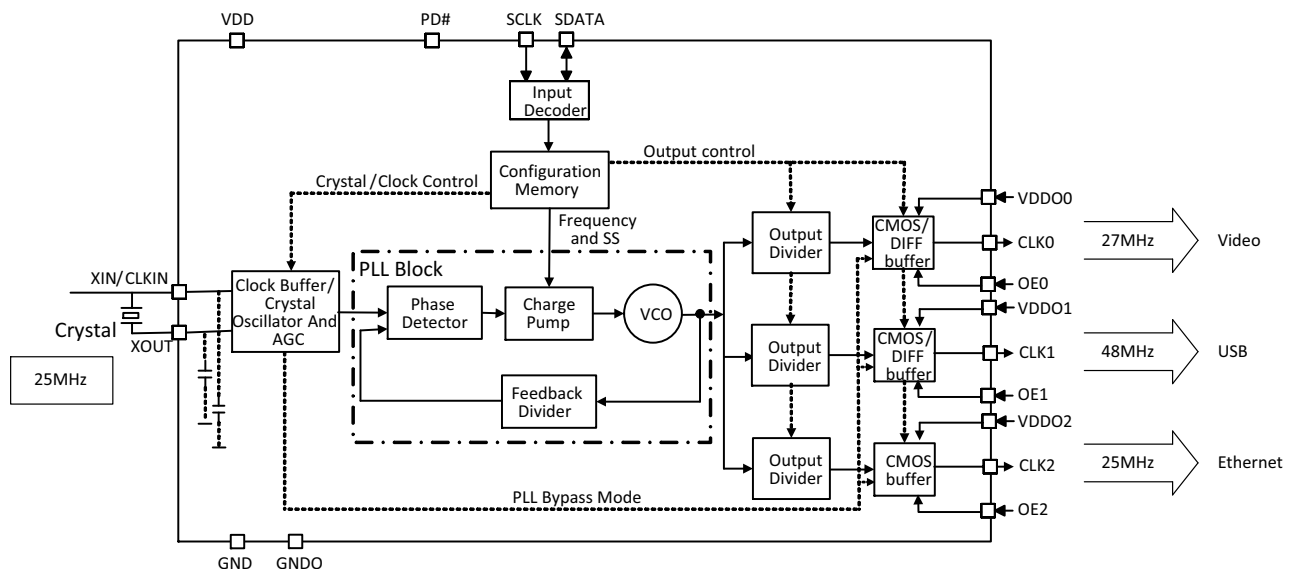 VDD
PD#
SCLK
SDATA
Input
Decoder
Configuration
Memory
Output control
Crystal /Clock Control
Frequency
and SS
PLL Block
XIN/ CLKIN
Crystal
XOUT
25MHz
Clock Buffer/
Crystal
Oscillator And
AGC
Phase
Detector
Charge
Pump
VCO
Feedback
Divider
Output
Divider
Output
Divider
Output
Divider
CMOS/
DIFF
buffer
CMOS/
DIFF
buffer
CMOS
buffer
PLL Bypass Mode
VDDO0
CLK0
OE0
VDDO1
CLK1
OE1
VDDO2
CLK2
OE2
27MHz
Video
48MHz
USB
25MHz
Ethernet
GND
GNDO